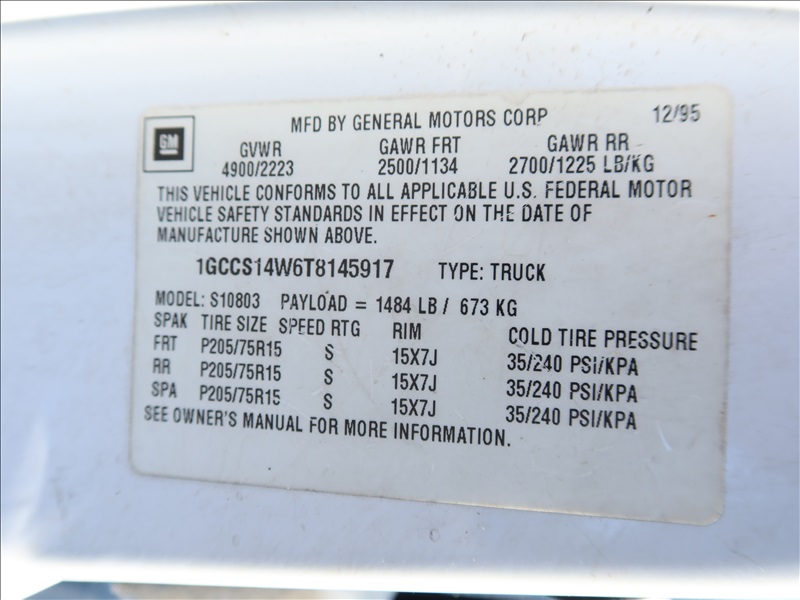 MFD BY GENERAL MOTORS CORP 12/95
GM
GVWR GAWR FRT GAWR RR
4900/2223 2500/1134 2700/1225 LB/KG
THIS VEHICLE CONFORMS TO ALL APPLICABLE U.S. FEDERAL MOTOR
VEHICLE SAFETY STANDARDS IN EFFECT ON THE DATE OF
MANUFACTURE SHOWN ABOVE.
1GCCS14W6T8145917 TYPE: TRUCK
MODEL: S10803 PAYLOAD = 1484 LB/ 673 KG
SPAK TIRE SIZE SPEED RTG RIM COLD TIRE PRESSURE
FRT P205/75R15 S 15X7J 35/240 PSI/KPA
RR P205/75R15 S 15X7J 35/240 PSI/KPA
SPA P205/75R15 S 15X7J 35/240 PSI/KPA
SEE OWNER'S MANUAL FOR MORE INFORMATION.